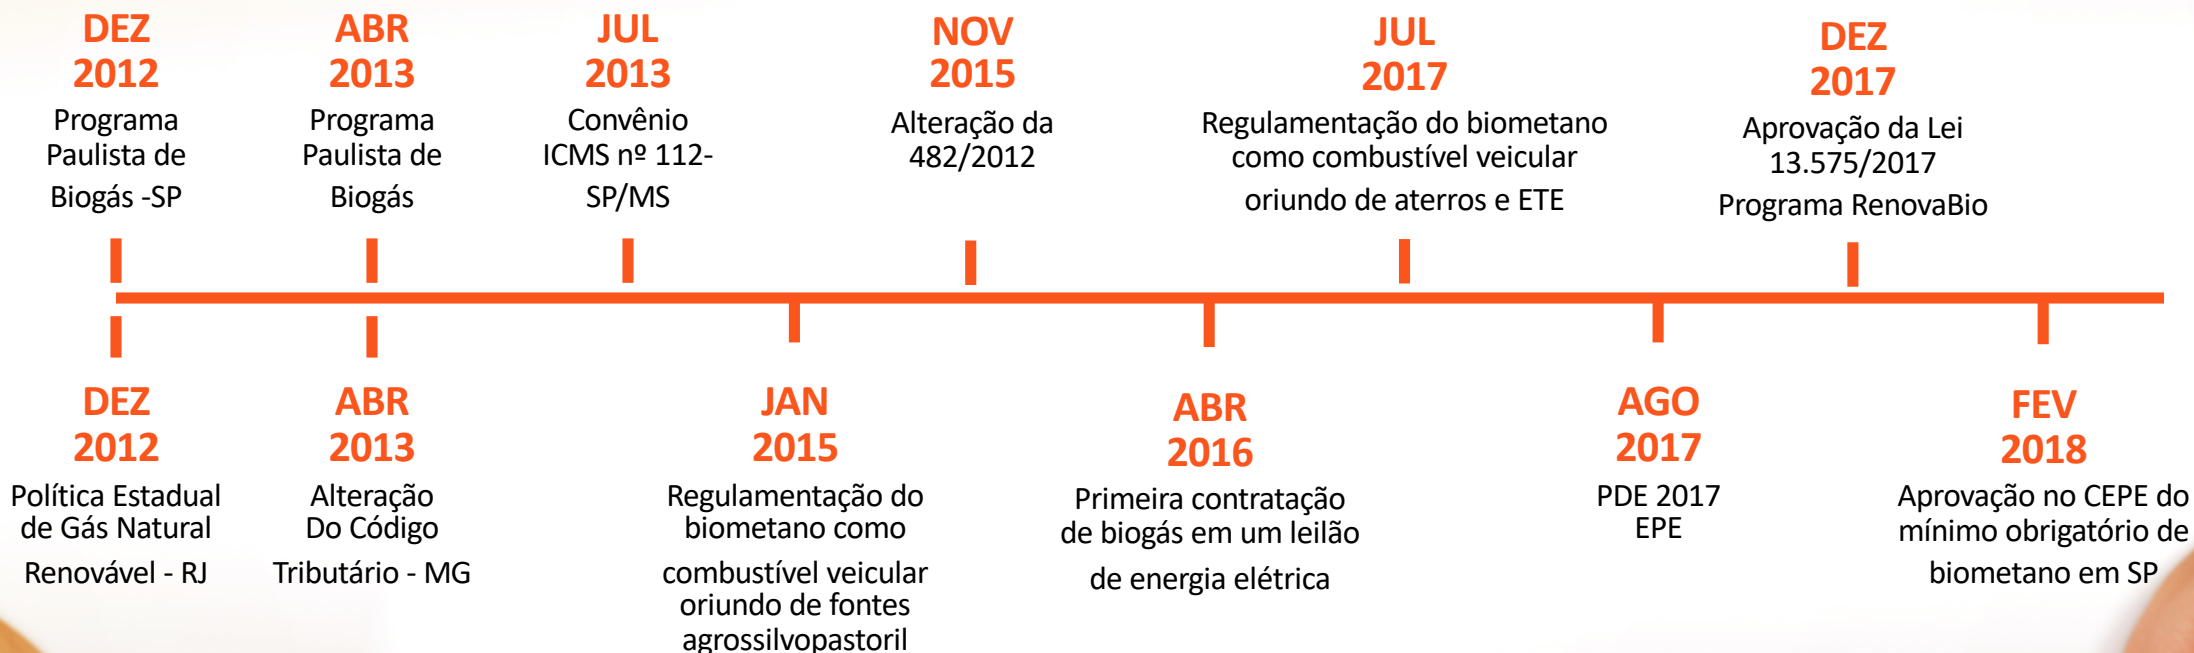 DEZ
2012
Programa
Paulista de
Biogás -SP
ABR
2013
Programa
Paulista de
Biogás
JUL
2013
Convênio
ICMS nº 112-
SP/MS
NOV
2015
Alteração da
482/2012
JUL
2017
Regulamentação do biometano
como combustível veicular
oriundo de aterros e ETE
DEZ
2017
Aprovação da Lei
13.575/2017
Programa RenovaBio
DEZ
2012
Política Estadual
de Gás Natural
Renovável - RJ
ABR
2013
Alteração
Do Código
Tributário - MG
JAN
2015
Regulamentação do
biometano como
combustível veicular
oriundo de fontes
agrossilvopastoril
ABR
2016
Primeira contratação
de biogás em um leilão
de energia elétrica
AGO
2017
PDE 2017
EPE
FEV
2018
Aprovação no CEPE do
mínimo obrigatório de
biometano em SP